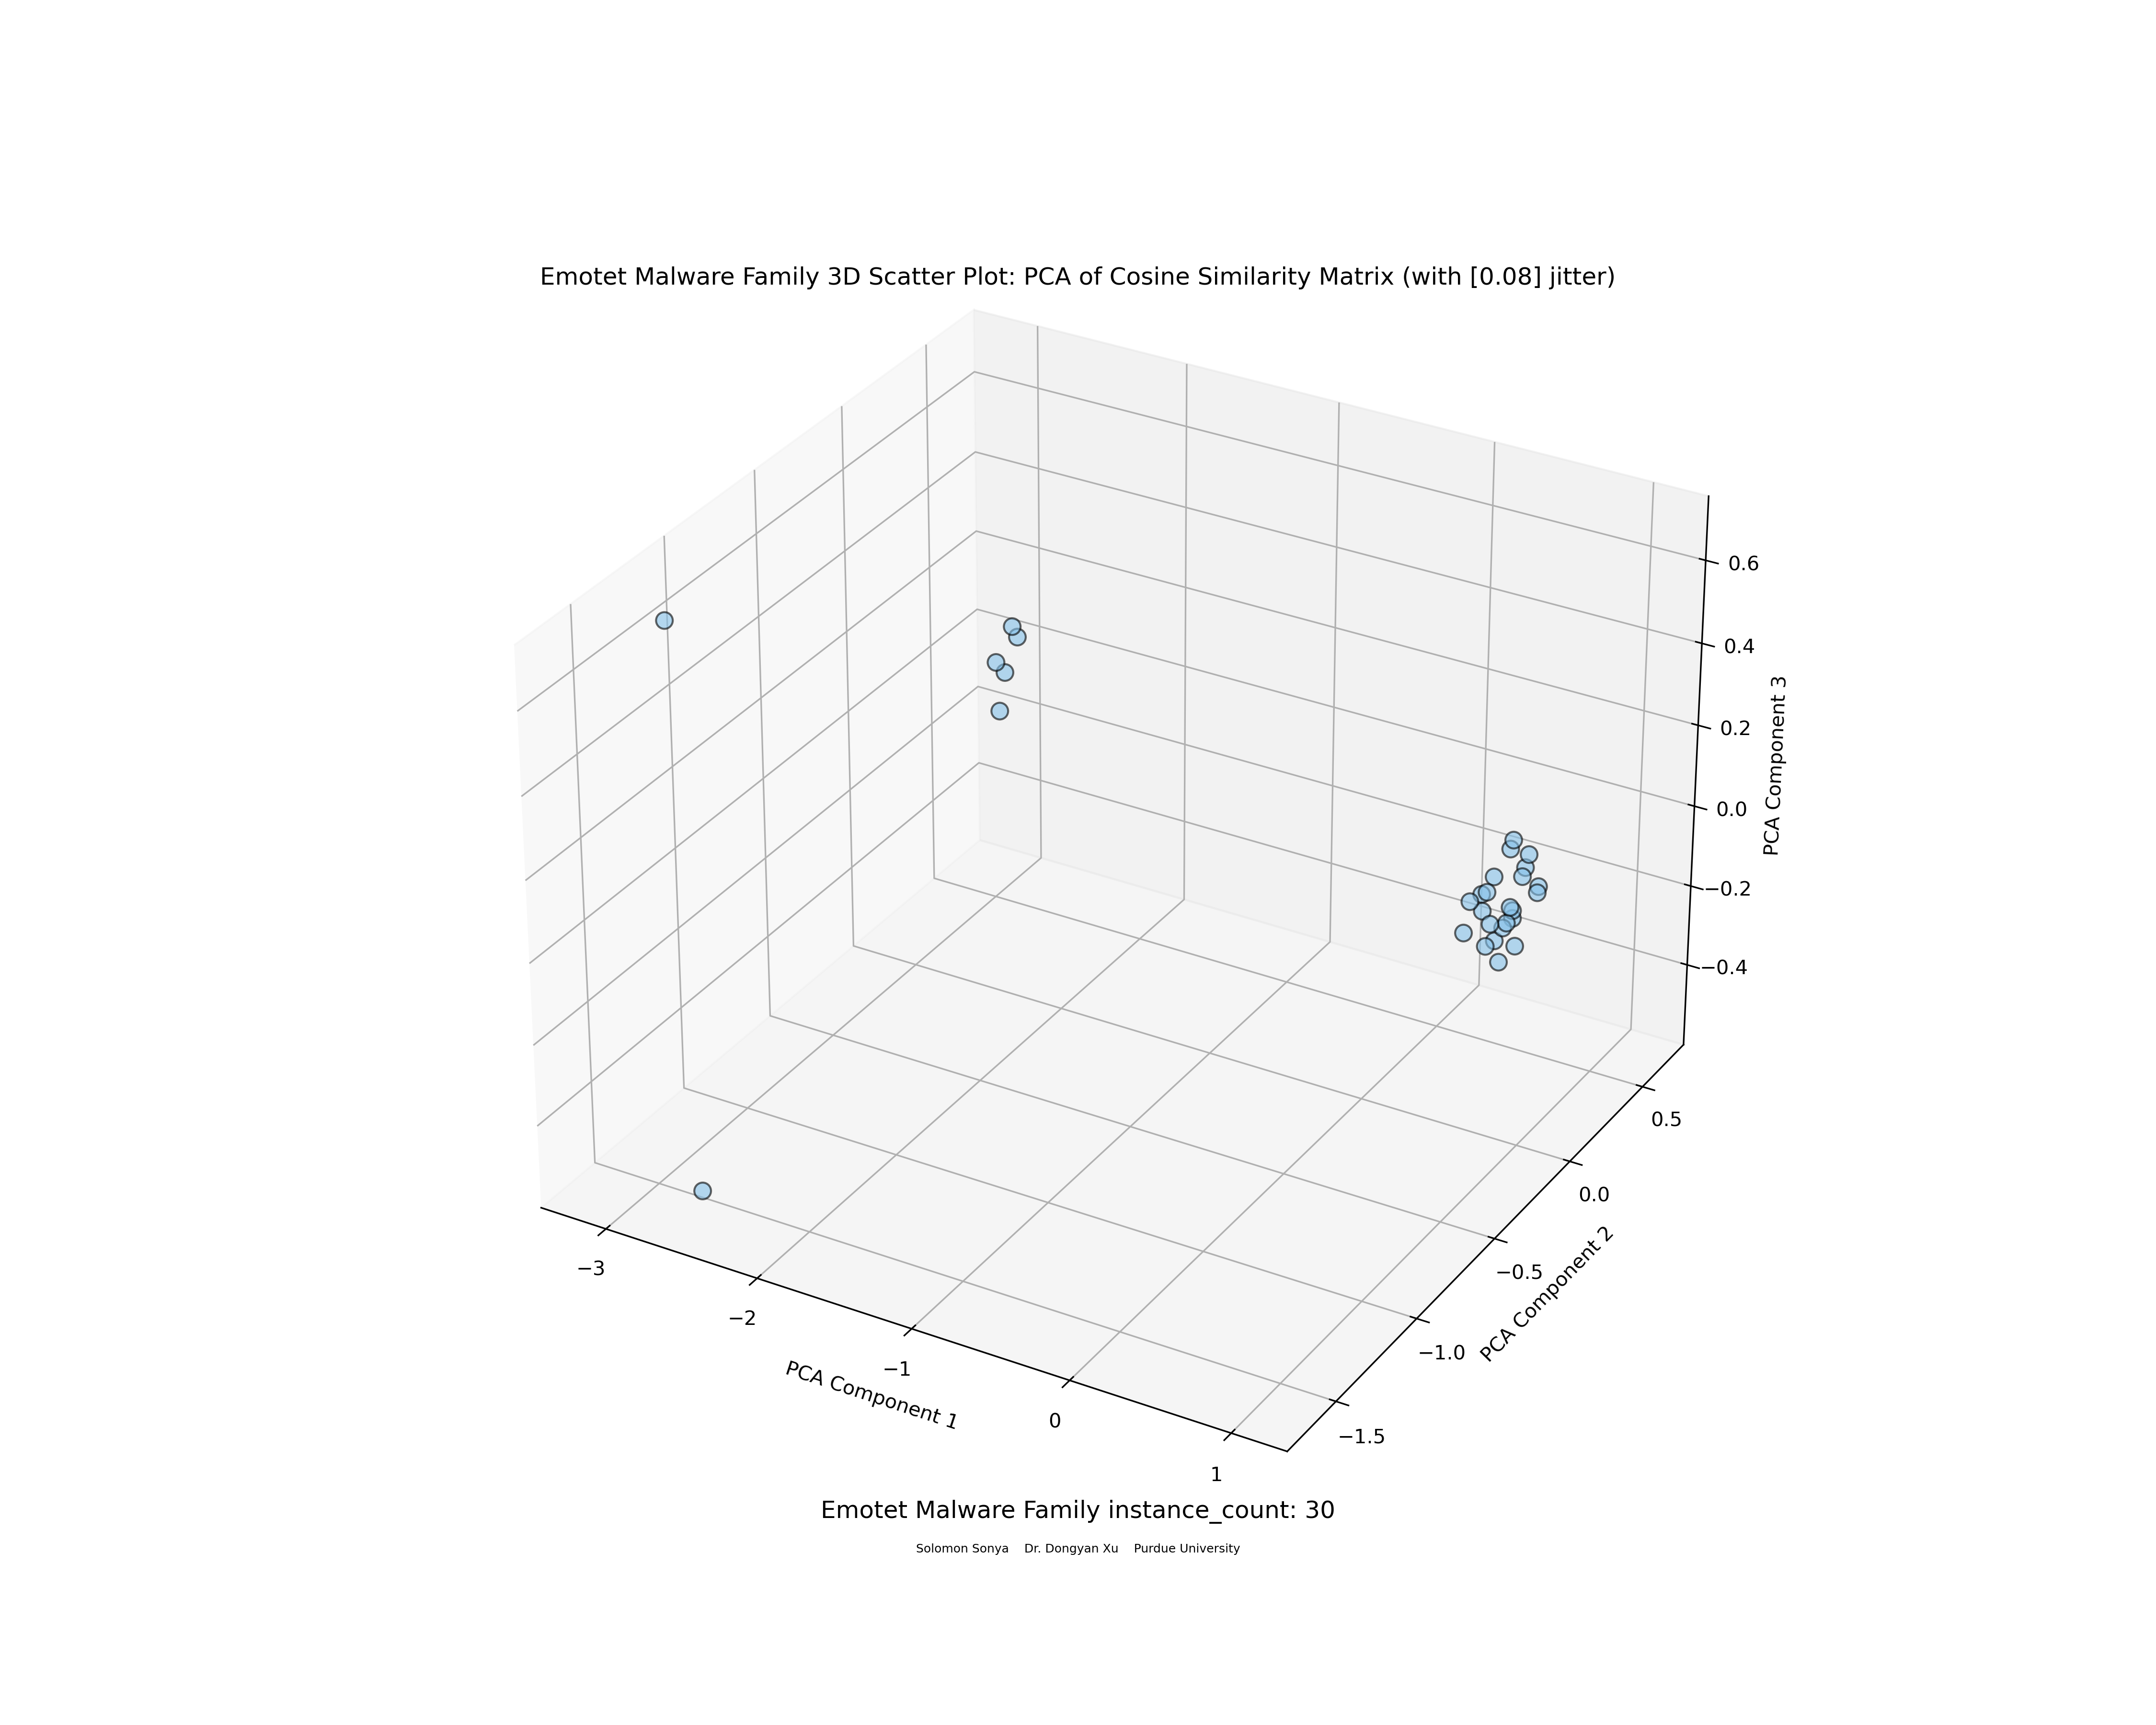 Emotet Malware Family 3D Scatter Plot: PCA of Cosine Similarity Matrix (with [0.08] jitter)
0.6
0.4
0.2
0.0
−0.2
−0.4
PCA Component 3
0.5
0.0
−0.5
−1.0
−1.5
PCA Component 2
−3
−2
−1
0
1
PCA Component 1
Emotet Malware Family instance_count: 30
Solomon Sonya    Dr. Dongyan Xu    Purdue University